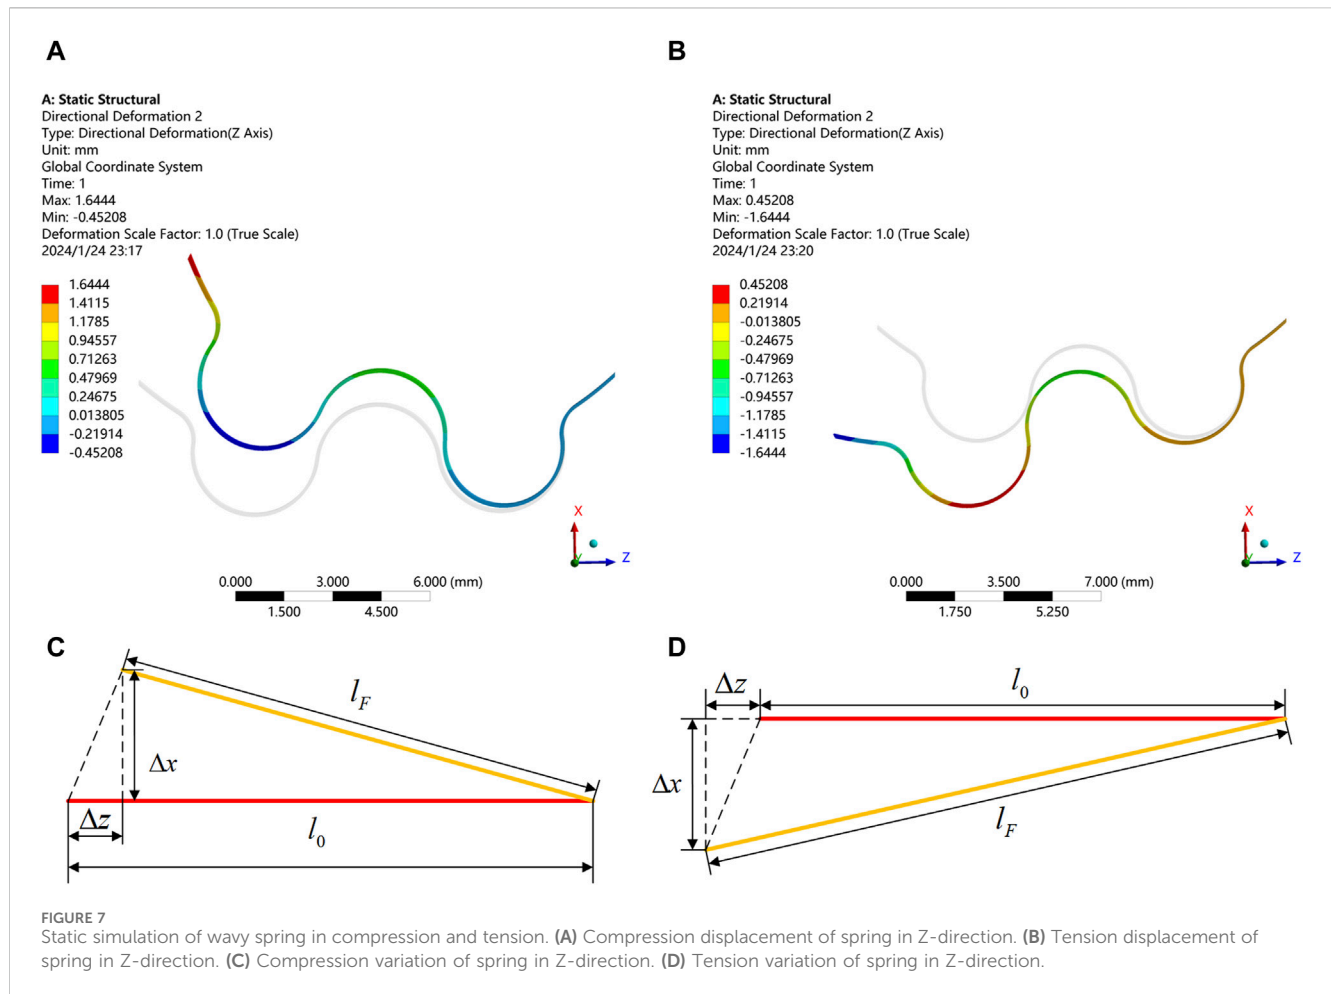 A
A: Static Structural
Directional Deformation 2
Type: Directional Deformation(Z Axis)
Unit: mm
Global Coordinate System
Time: 1
Max: 1.6444
Min: -0.45208
Deformation Scale Factor: 1.0 (True Scale)
2024/1/24 23:17
1.6444
1.4115
1.1785
0.94557
0.71263
0.47969
0.24675
0.013805
-0.21914
-0.45208
X
Y
Z
0.000 3.000 6.000 (mm)
1.500 4.500
B
A: Static Structural
Directional Deformation 2
Type: Directional Deformation(Z Axis)
Unit: mm
Global Coordinate System
Time: 1
Max: 0.45208
Min: -1.6444
Deformation Scale Factor: 1.0 (True Scale)
2024/1/24 23:20
0.45208
0.21914
-0.013805
-0.24675
-0.47969
-0.71263
-0.94557
-1.1785
-1.4115
-1.6444
X
Y
Z
0.000 3.500 7.000 (mm)
1.750 5.250
C
l_F
Δx
Δz
l_0
D
Δz
l_0
Δx
l_F
FIGURE 7
Static simulation of wavy spring in compression and tension. (A) Compression displacement of spring in Z-direction. (B) Tension displacement of
spring in Z-direction. (C) Compression variation of spring in Z-direction. (D) Tension variation of spring in Z-direction.